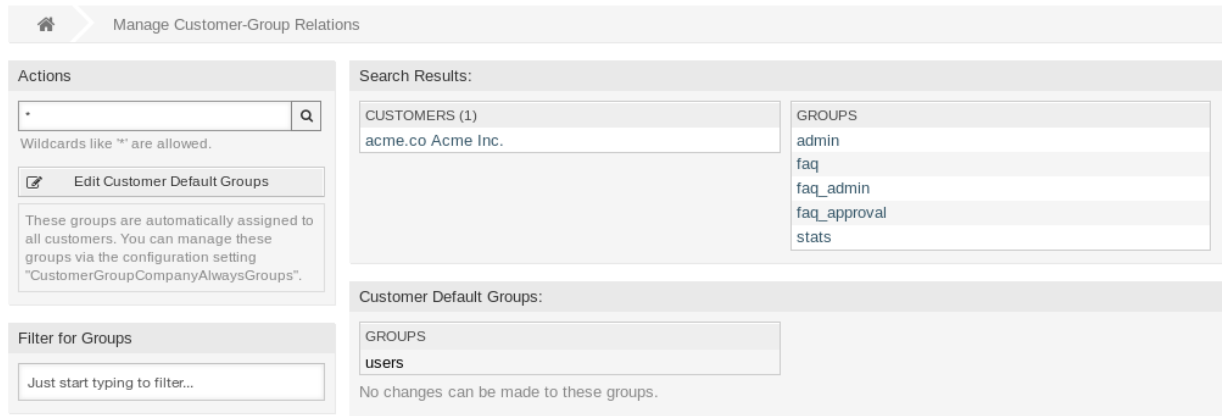 Manage Customer-Group Relations
Actions
*
Wildcards like '*' are allowed.
Edit Customer Default Groups
These groups are automatically assigned to
all customers. You can manage these
groups via the configuration setting
"CustomerGroupCompanyAlwaysGroups".
Filter for Groups
Just start typing to filter...
Search Results:
CUSTOMERS (1)
acme.co Acme Inc.
GROUPS
admin
faq
faq_admin
faq_approval
stats
Customer Default Groups:
GROUPS
users
No changes can be made to these groups.